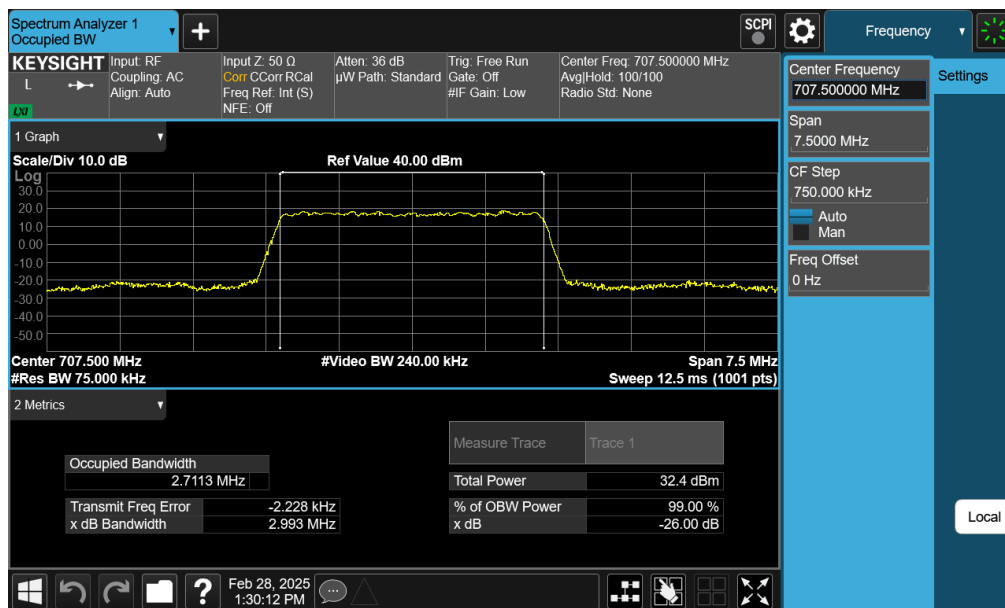 Spectrum Analyzer 1
Occupied BW
SCPI
Frequency
KEYSIGHT
L
LXI
Input: RF
Coupling: AC
Align: Auto
Input Z: 50 Ω
Corr CCorr RCal
Freq Ref: Int (S)
NFE: Off
Atten: 36 dB
µW Path: Standard
Trig: Free Run
Gate: Off
#IF Gain: Low
Center Freq: 707.500000 MHz
Avg|Hold: 100/100
Radio Std: None
Center Frequency
707.500000 MHz
Settings
Span
7.5000 MHz
CF Step
750.000 kHz
Auto
Man
Freq Offset
0 Hz
1 Graph
Scale/Div 10.0 dB
Ref Value 40.00 dBm
Log
30.0
20.0
10.0
0.00
-10.0
-20.0
-30.0
-40.0
-50.0
Center 707.500 MHz
#Video BW 240.00 kHz
Span 7.5 MHz
#Res BW 75.000 kHz
Sweep 12.5 ms (1001 pts)
2 Metrics
Measure Trace
Trace 1
Occupied Bandwidth
2.7113 MHz
Total Power
32.4 dBm
Transmit Freq Error
-2.228 kHz
% of OBW Power
99.00 %
x dB Bandwidth
2.993 MHz
x dB
-26.00 dB
Local
?
Feb 28, 2025
1:30:12 PM